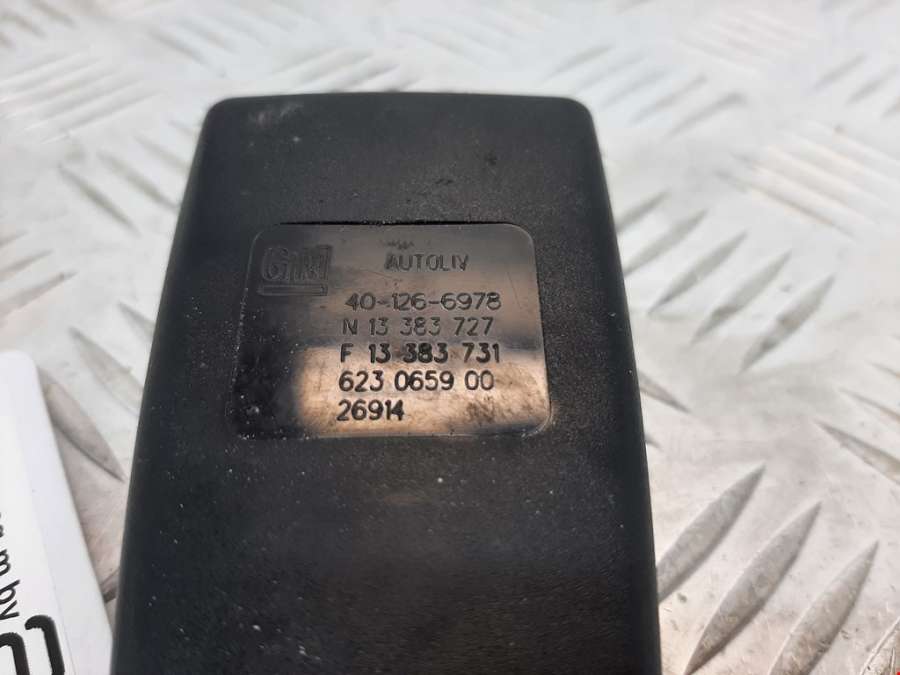 GM AUTOLIV
40-126-6978
N 13 383 727
F 13 383 731
623 0659 00
26914